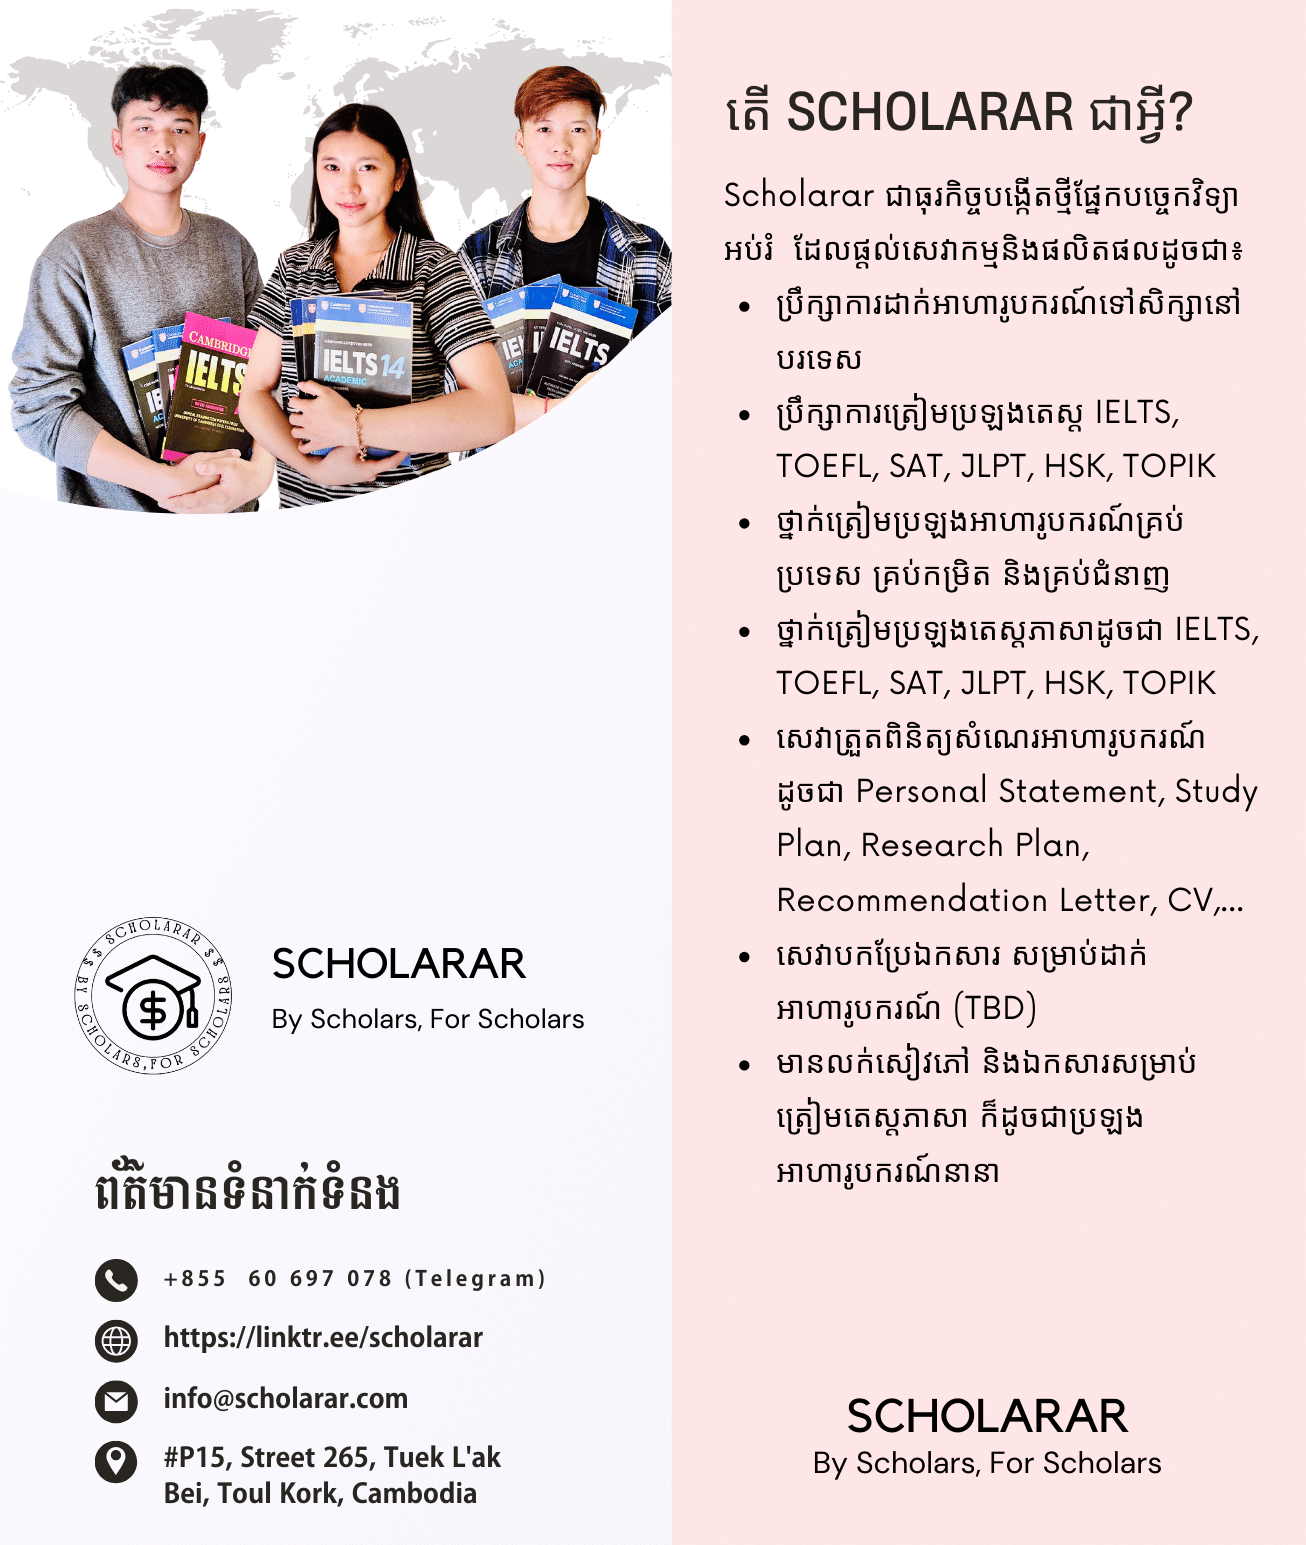 CAMBRIDGE
IELTS
IELTS 14
ACADEMIC
IELTS
SCHOLARAR
By Scholars, For Scholars
$$ SCHOLARAR $$ BY SCHOLARS,FOR SCHOLARS
ព័ត៌មានទំនាក់ទំនង
+855 60 697 078 (Telegram)
https://linktr.ee/scholarar
info@scholarar.com
#P15, Street 265, Tuek L'ak
Bei, Toul Kork, Cambodia
តើ SCHOLARAR ជាអ្វី?
Scholarar ជាធុរកិច្ចបង្កើតថ្មីផ្នែកបច្ចេកវិទ្យា
អប់រំ ដែលផ្តល់សេវាកម្មនិងផលិតផលដូចជា៖
• ប្រឹក្សាការដាក់អាហារូបករណ៍ទៅសិក្សានៅ
បរទេស
• ប្រឹក្សាការត្រៀមប្រឡងតេស្ត IELTS,
TOEFL, SAT, JLPT, HSK, TOPIK
• ថ្នាក់ត្រៀមប្រឡងអាហារូបករណ៍គ្រប់
ប្រទេស គ្រប់កម្រិត និងគ្រប់ជំនាញ
• ថ្នាក់ត្រៀមប្រឡងតេស្តភាសាដូចជា IELTS,
TOEFL, SAT, JLPT, HSK, TOPIK
• សេវាត្រួតពិនិត្យសំណេរអាហារូបករណ៍
ដូចជា Personal Statement, Study
Plan, Research Plan,
Recommendation Letter, CV,...
• សេវាបកប្រែឯកសារ សម្រាប់ដាក់
អាហារូបករណ៍ (TBD)
• មានលក់សៀវភៅ និងឯកសារសម្រាប់
ត្រៀមតេស្តភាសា ក៏ដូចជាប្រឡង
អាហារូបករណ៍នានា
SCHOLARAR
By Scholars, For Scholars